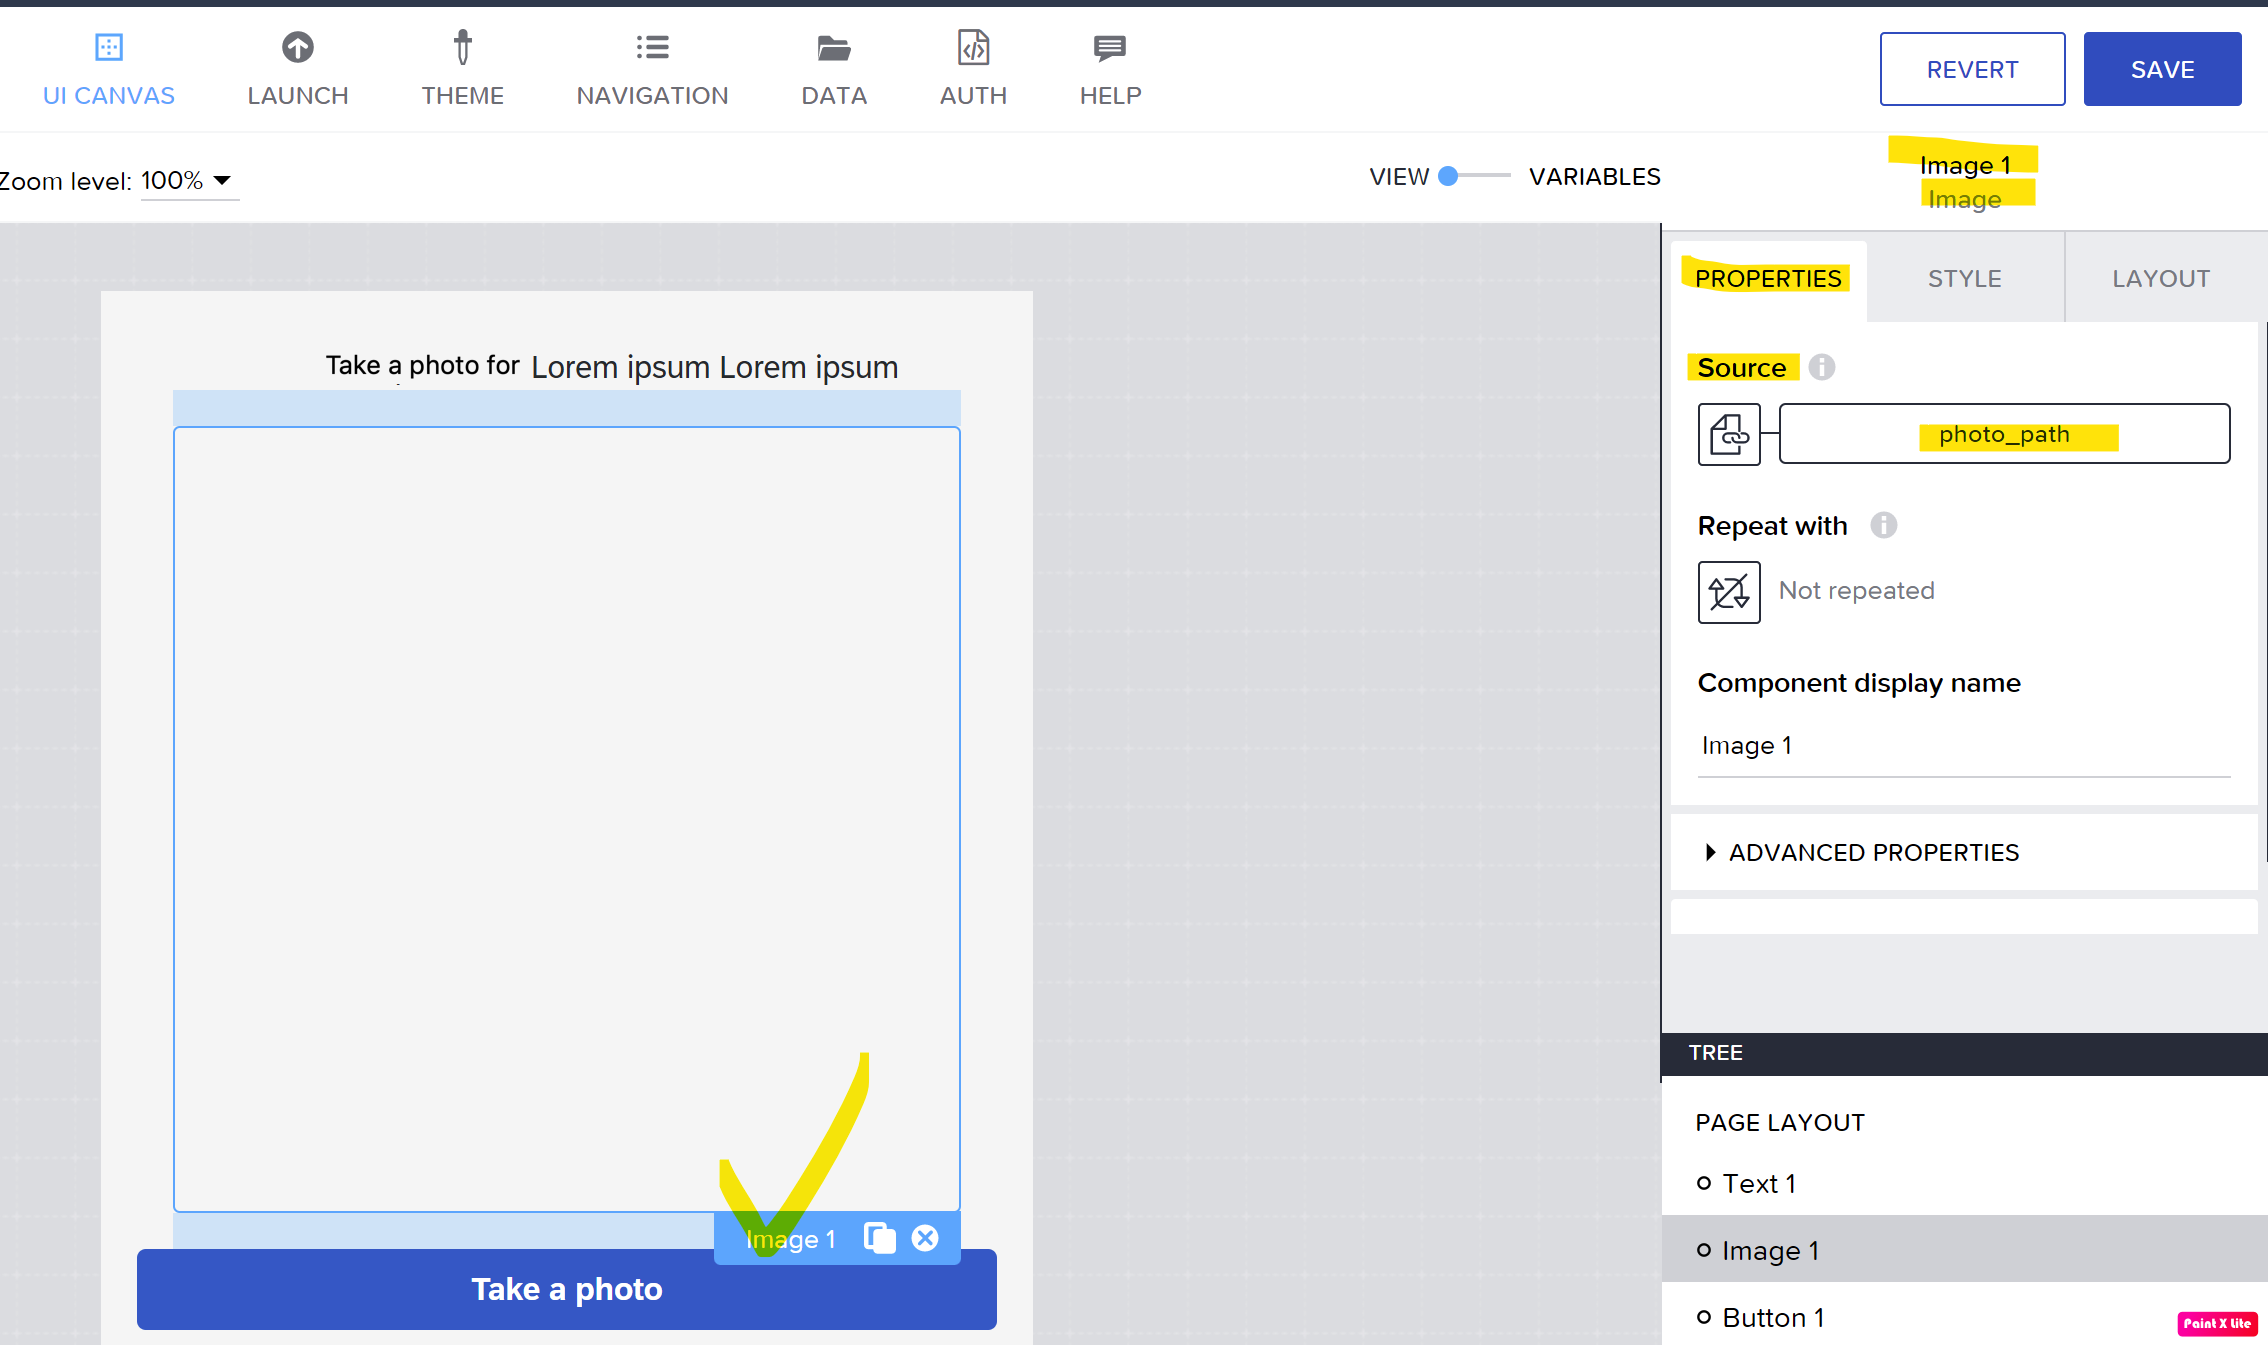 UI CANVAS
LAUNCH
THEME
NAVIGATION
DATA
AUTH
HELP
REVERT
SAVE
Zoom level: 100%
VIEW
VARIABLES
Image 1
Image
PROPERTIES
STYLE
LAYOUT
Take a photo for Lorem ipsum Lorem ipsum
Image 1
Take a photo
Source
photo_path
Repeat with
Not repeated
Component display name
Image 1
ADVANCED PROPERTIES
TREE
PAGE LAYOUT
Text 1
Image 1
Button 1
Paint X Lite